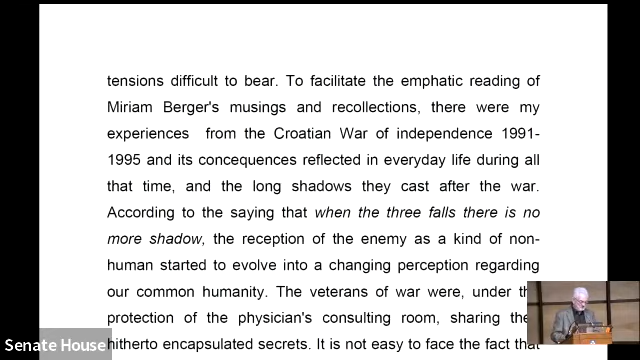 tensions difficult to bear. To facilitate the emphatic reading of
Miriam Berger's musings and recollections, there were my
experiences from the Croatian War of independence 1991-
1995 and its concequences reflected in everyday life during all
that time, and the long shadows they cast after the war.
According to the saying that when the three falls there is no
more shadow, the reception of the enemy as a kind of non-
human started to evolve into a changing perception regarding
our common humanity. The veterans of war were, under
protection of the physician's consulting room, sharing
hitherto encapsulated secrets. It is not easy to face the fact that
Senate House